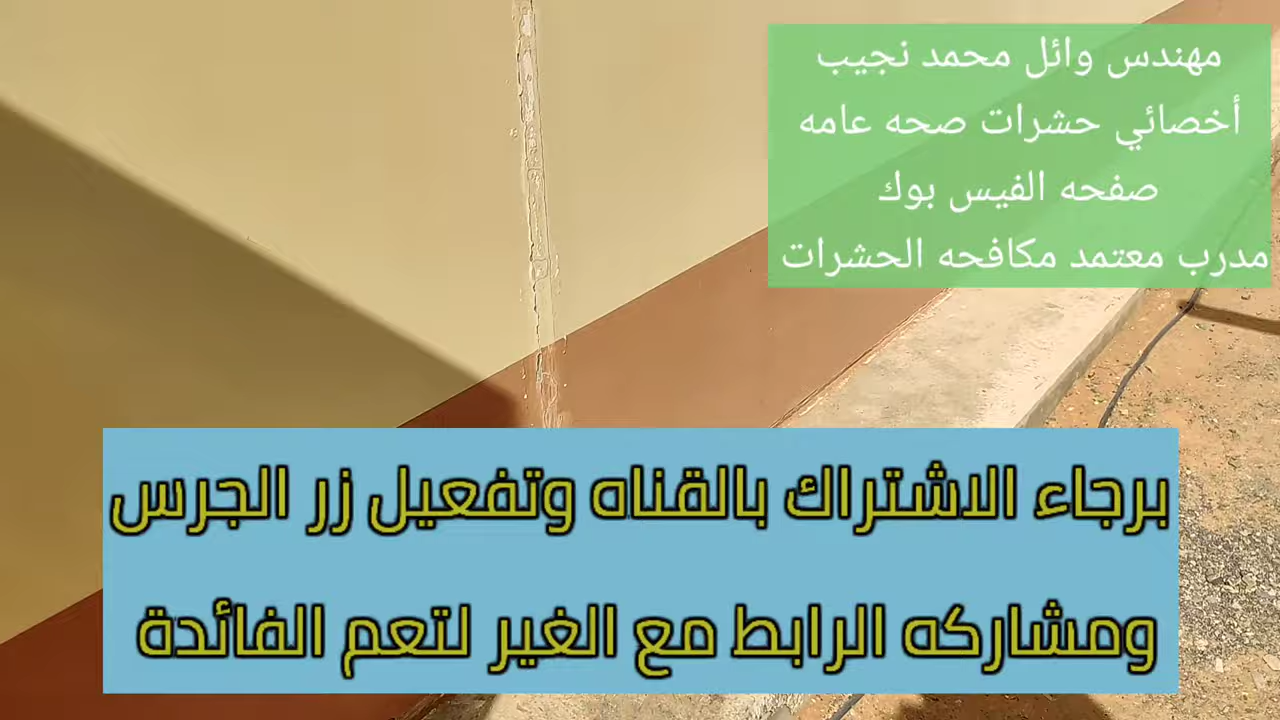 مهندس وائل محمد نجيب
أخصائي حشرات صحه عامه
صفحه الفيس بوك
مدرب معتمد مكافحه الحشرات
برجاء الاشتراك بالقناه وتفعيل زر الجرس
ومشاركه الرابط مع الغير لتعم الفائدة